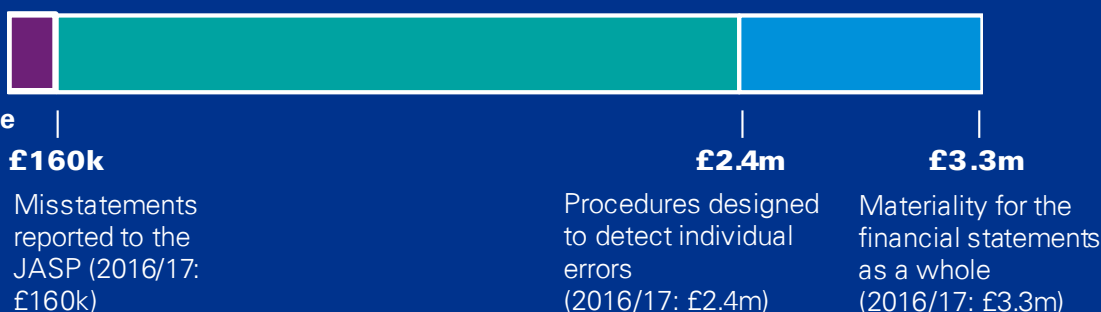 e
£160k
£2.4m
£3.3m
Misstatements
reported to the
JASP (2016/17:
£160k)
Procedures designed
to detect individual
errors
(2016/17: £2.4m)
Materiality for the
financial statements
as a whole
(2016/17: £3.3m)